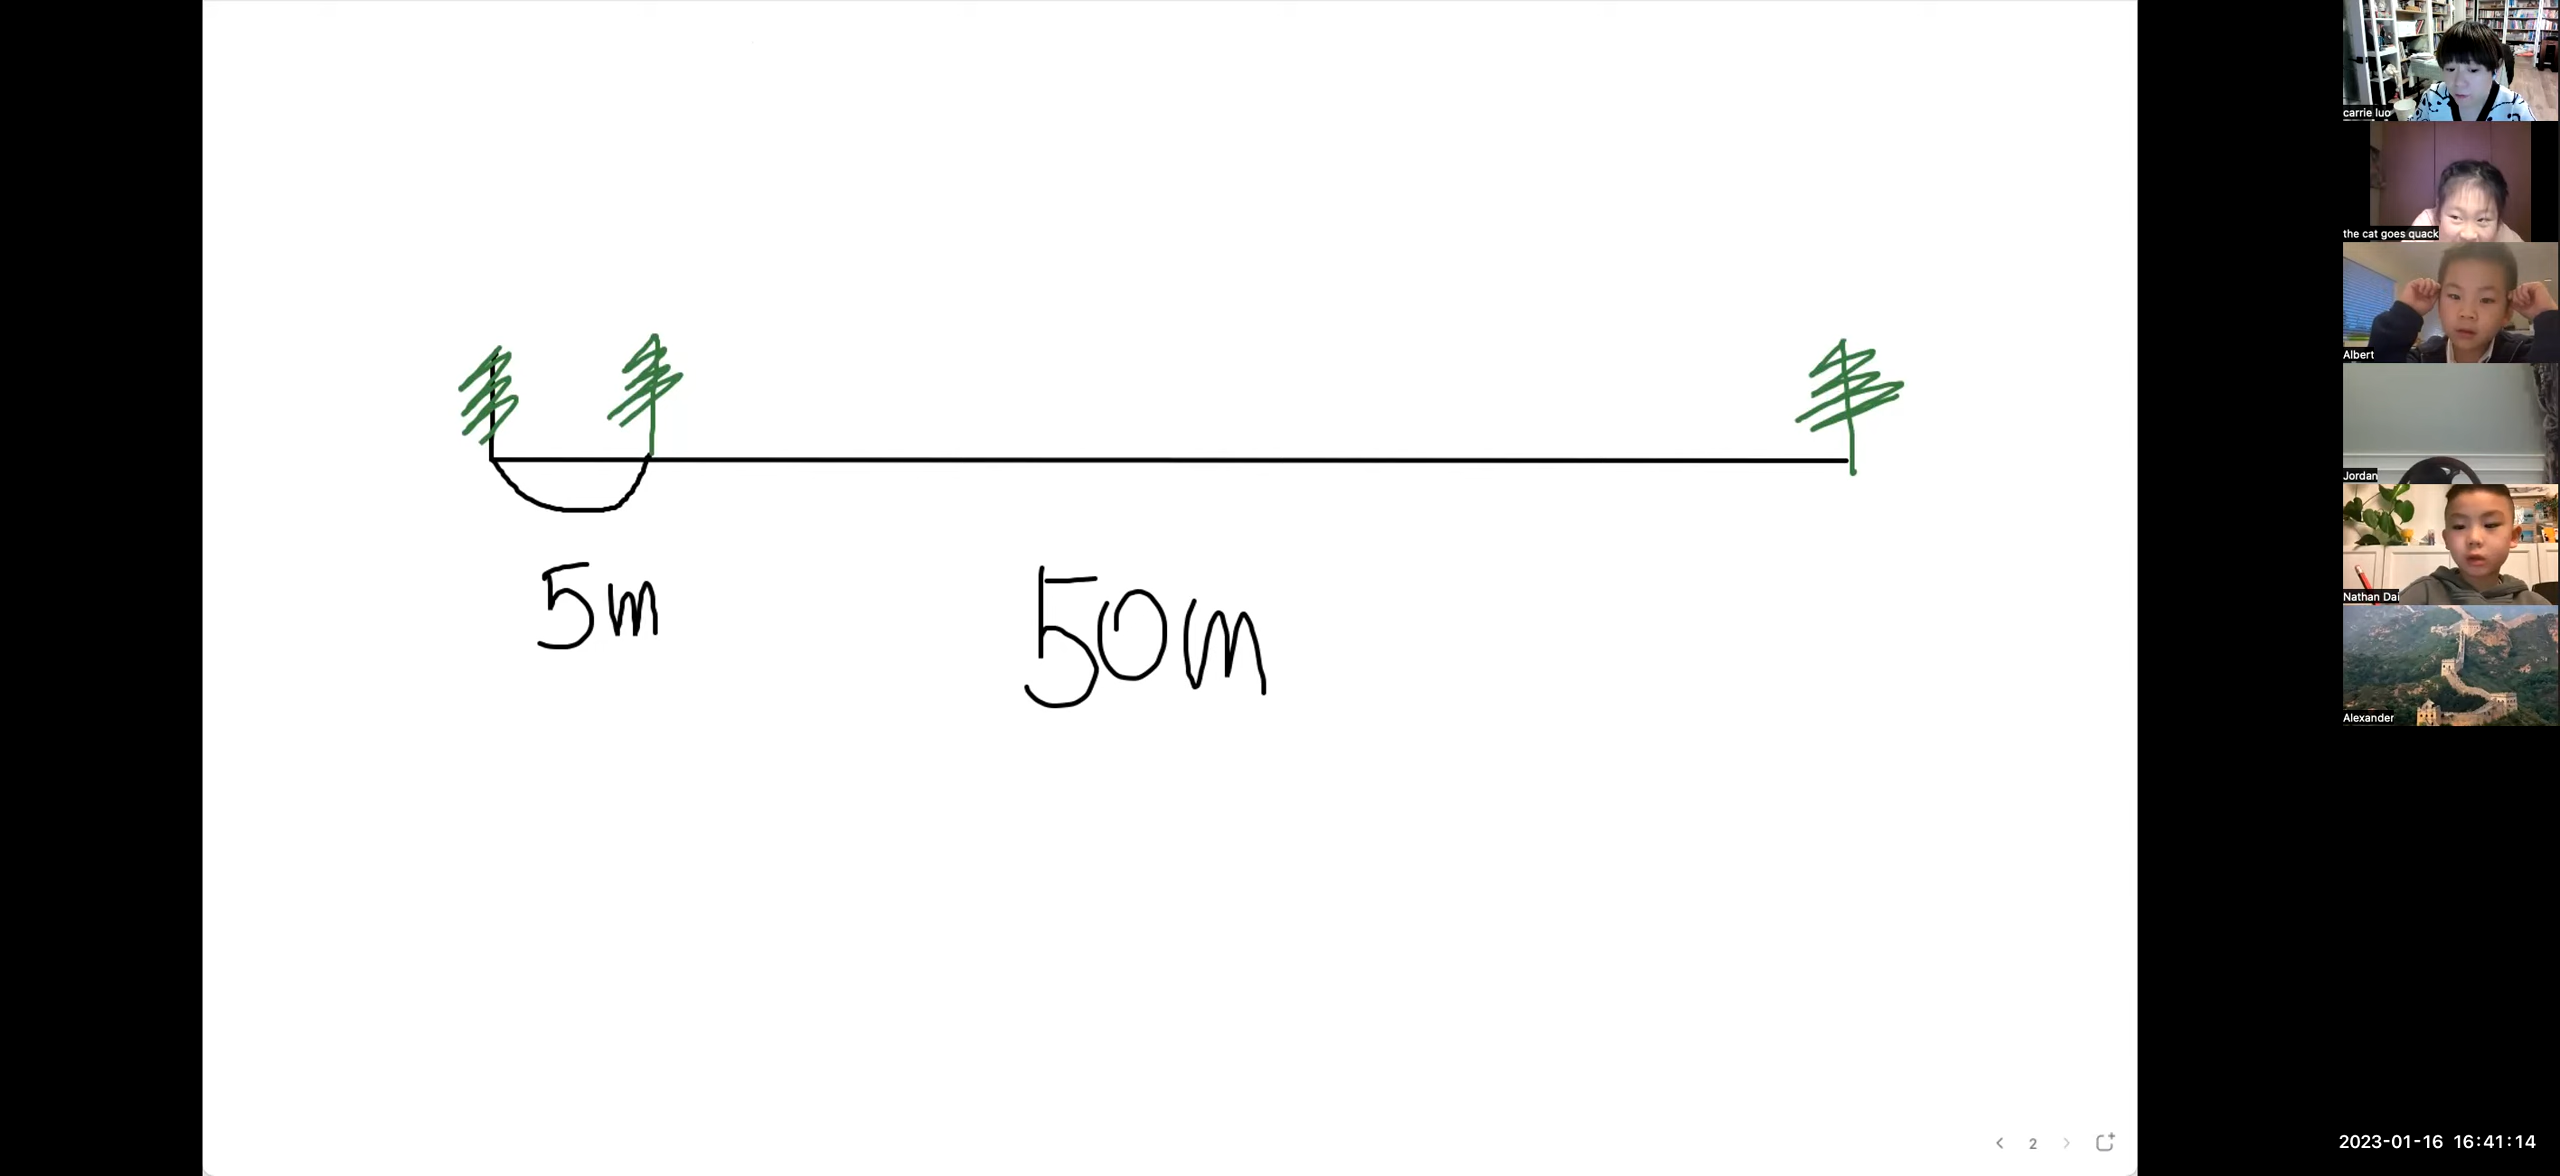 5m
50m
carrie luo
the cat goes quack
Albert
Jordan
Nathan Dai
Alexander
2
2023-01-16 16:41:14